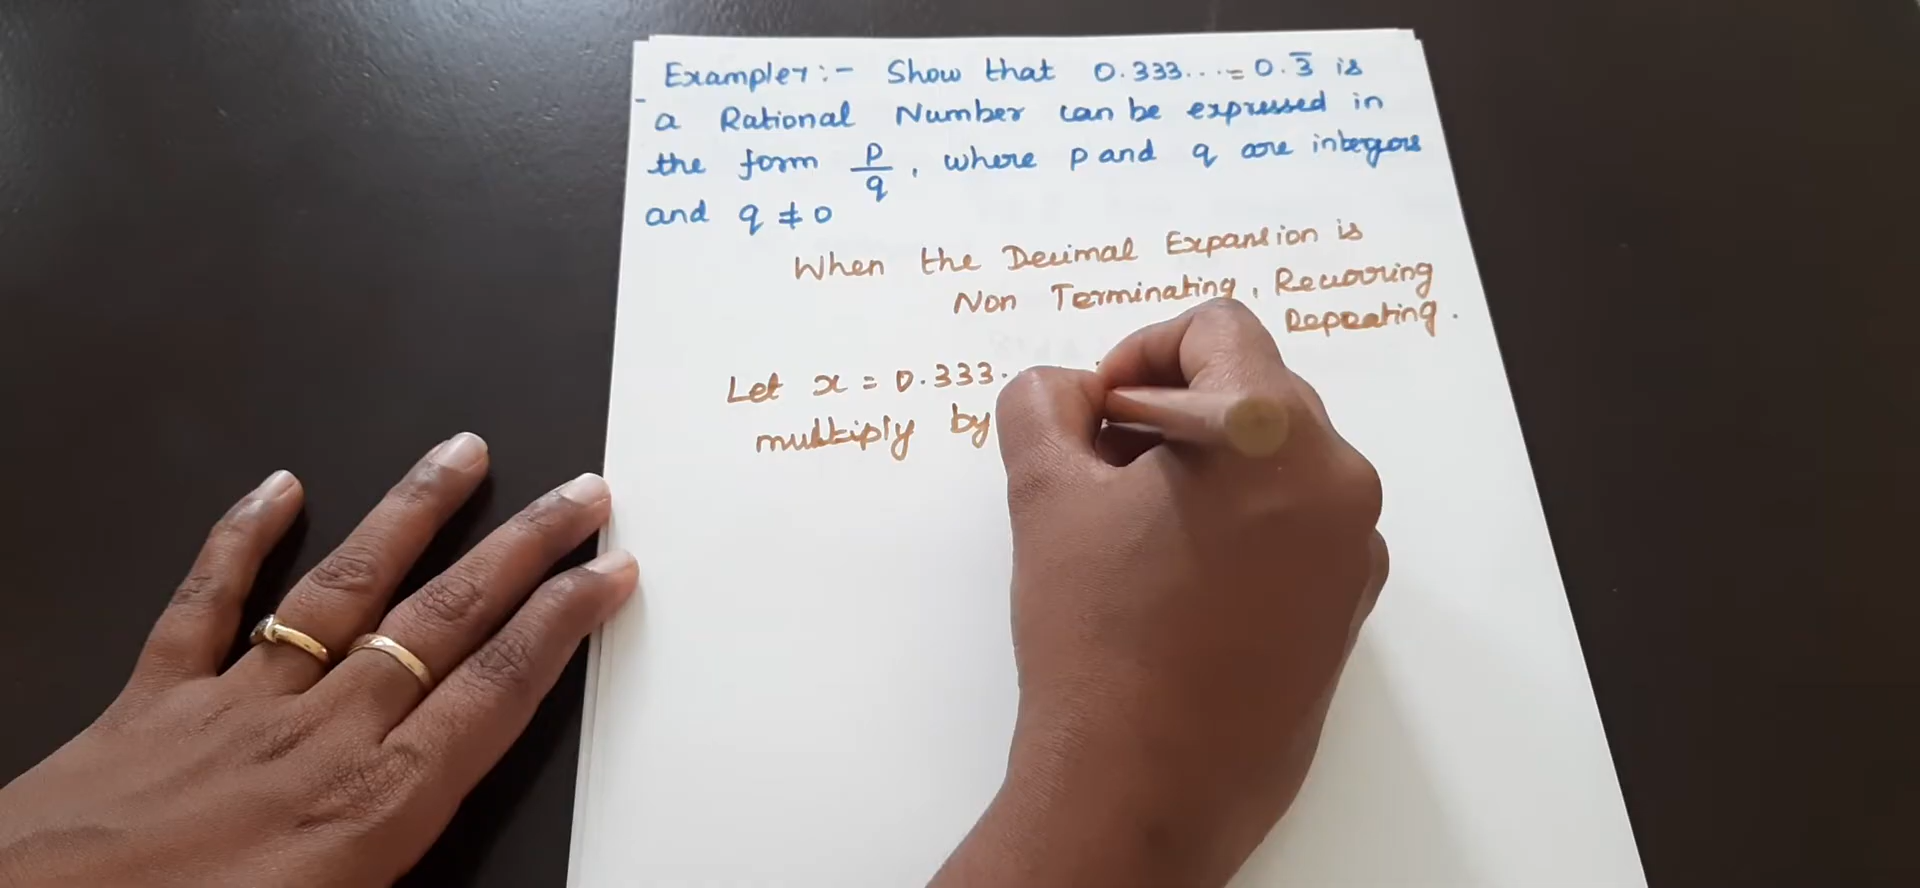 Example7:- Show that 0.333...=0.3̅ is
a Rational Number can be expressed in
the form p/q, where p and q are integers
and q ≠ 0
When the Decimal Expansion is
Non Terminating, Recurring
Repeating.
Let x = 0.333.
multiply by